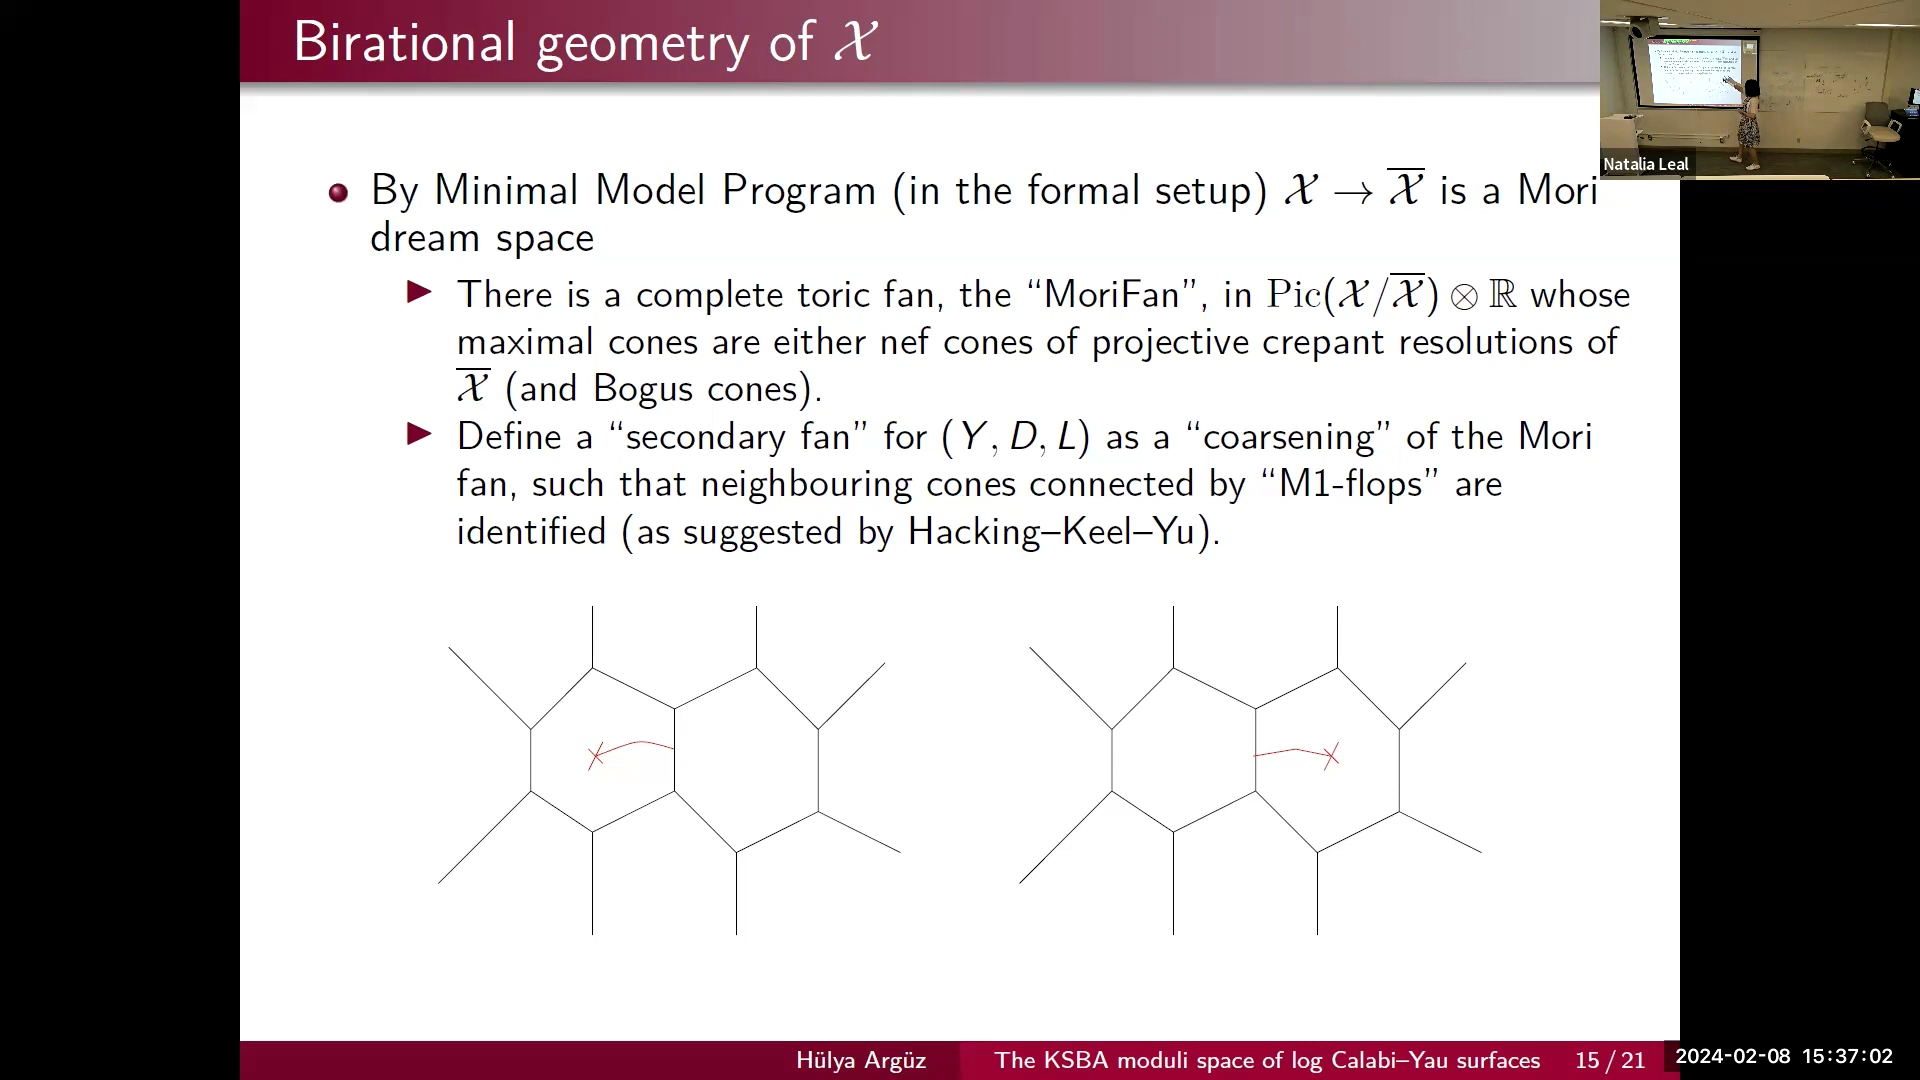 Birational geometry of 𝒳
Natalia Leal
By Minimal Model Program (in the formal setup) 𝒳 → 𝒳̅ is a Mori
dream space
There is a complete toric fan, the “MoriFan”, in Pic(𝒳/𝒳̅) ⊗ ℝ whose
maximal cones are either nef cones of projective crepant resolutions of
𝒳̅ (and Bogus cones).
Define a “secondary fan” for (Y, D, L) as a “coarsening” of the Mori
fan, such that neighbouring cones connected by “M1-flops” are
identified (as suggested by Hacking–Keel–Yu).
Hülya Argüz The KSBA moduli space of log Calabi–Yau surfaces 15 / 21
2024-02-08 15:37:02